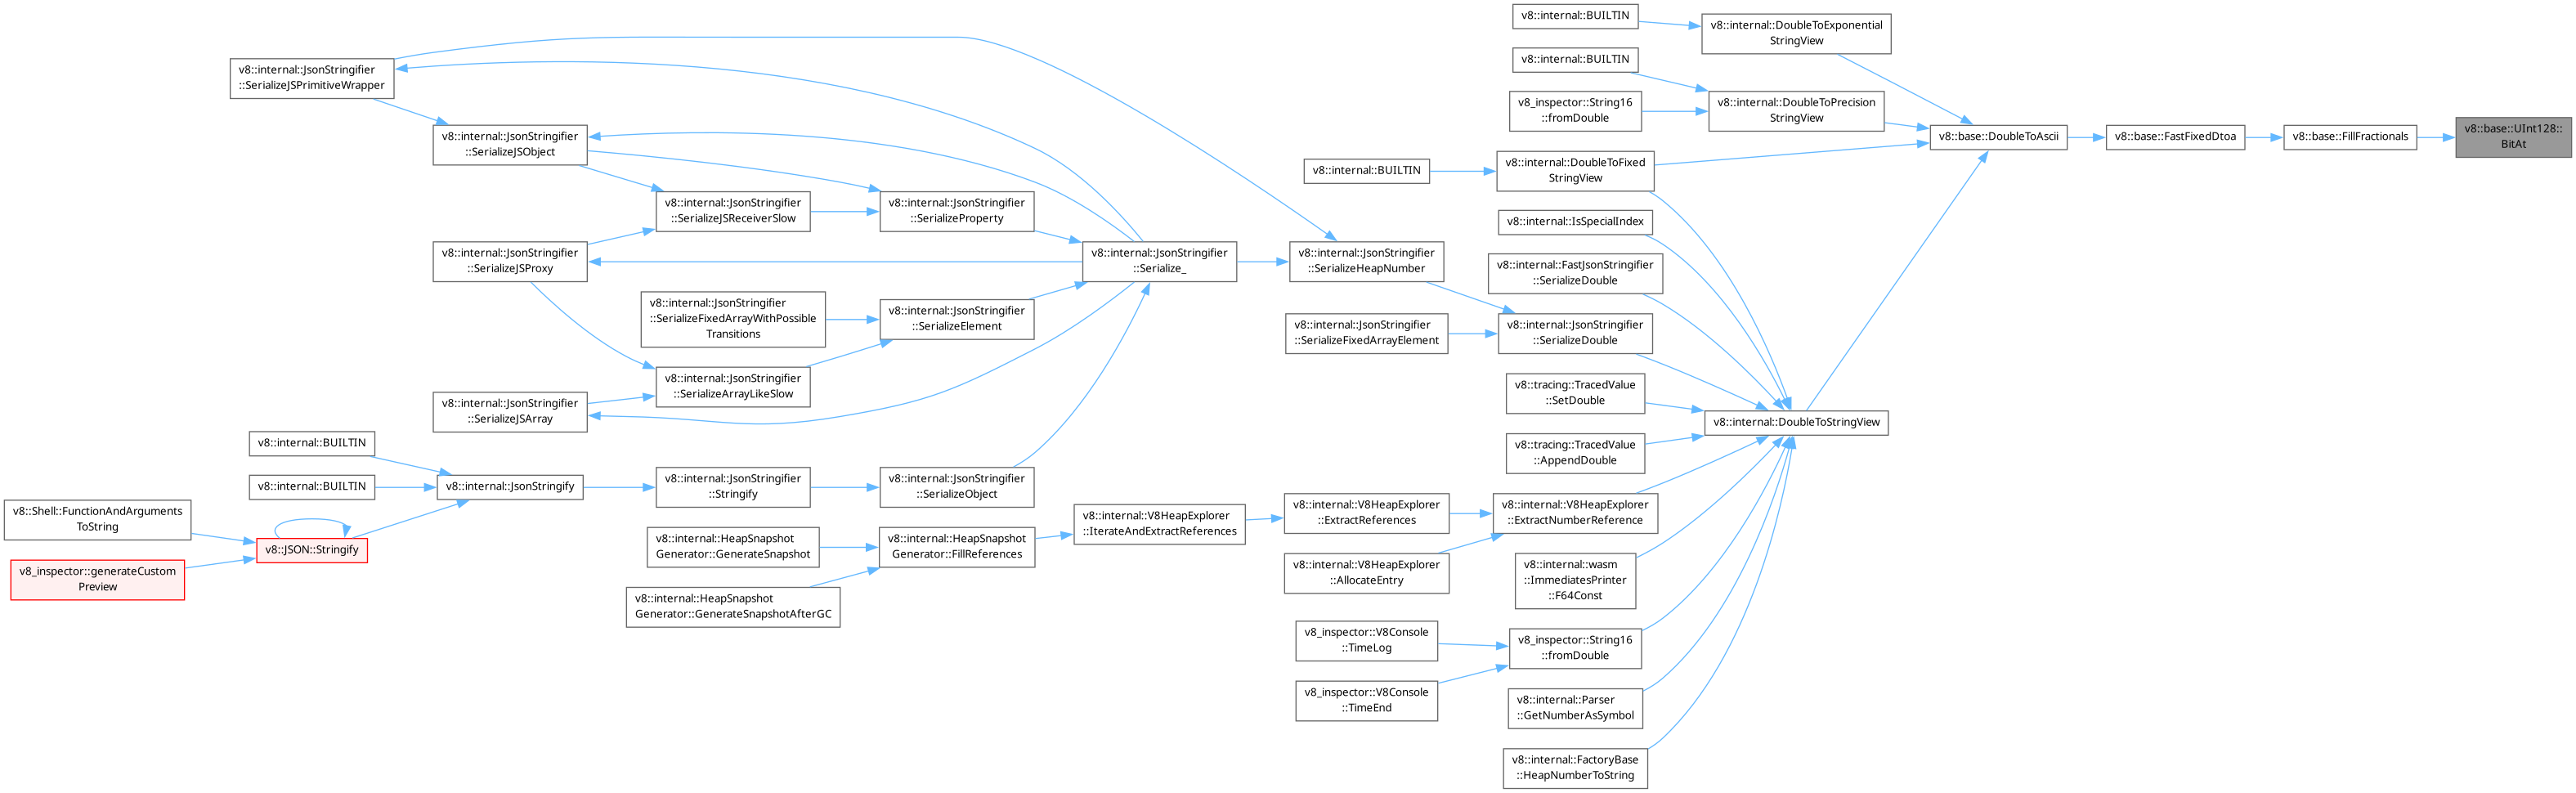 v8::internal::BUILTIN
v8::internal::DoubleToExponential
StringView
v8::internal::JsonStringifier
::SerializeJSPrimitiveWrapper
v8::internal::BUILTIN
v8_inspector::String16
::fromDouble
v8::internal::DoubleToPrecision
StringView
v8::internal::JsonStringifier
::SerializeJSObject
v8::base::DoubleToAscii
v8::base::FastFixedDtoa
v8::base::FillFractionals
v8::base::UInt128::
BitAt
v8::internal::BUILTIN
v8::internal::DoubleToFixed
StringView
v8::internal::JsonStringifier
::SerializeJSReceiverSlow
v8::internal::JsonStringifier
::SerializeProperty
v8::internal::IsSpecialIndex
v8::internal::JsonStringifier
::SerializeJSProxy
v8::internal::JsonStringifier
::Serialize_
v8::internal::JsonStringifier
::SerializeHeapNumber
v8::internal::FastJsonStringifier
::SerializeDouble
v8::internal::JsonStringifier
::SerializeFixedArrayWithPossible
Transitions
v8::internal::JsonStringifier
::SerializeElement
v8::internal::JsonStringifier
::SerializeFixedArrayElement
v8::internal::JsonStringifier
::SerializeDouble
v8::internal::JsonStringifier
::SerializeArrayLikeSlow
v8::tracing::TracedValue
::SetDouble
v8::internal::JsonStringifier
::SerializeJSArray
v8::internal::DoubleToStringView
v8::internal::BUILTIN
v8::tracing::TracedValue
::AppendDouble
v8::internal::BUILTIN
v8::internal::JsonStringify
v8::internal::JsonStringifier
::Stringify
v8::internal::JsonStringifier
::SerializeObject
v8::Shell::FunctionAndArguments
ToString
v8::internal::V8HeapExplorer
::IterateAndExtractReferences
v8::internal::V8HeapExplorer
::ExtractReferences
v8::internal::V8HeapExplorer
::ExtractNumberReference
v8::JSON::Stringify
v8::internal::HeapSnapshot
Generator::GenerateSnapshot
v8::internal::HeapSnapshot
Generator::FillReferences
v8_inspector::generateCustom
Preview
v8::internal::V8HeapExplorer
::AllocateEntry
v8::internal::wasm
::ImmediatesPrinter
::F64Const
v8::internal::HeapSnapshot
Generator::GenerateSnapshotAfterGC
v8_inspector::V8Console
::TimeLog
v8_inspector::String16
::fromDouble
v8_inspector::V8Console
::TimeEnd
v8::internal::Parser
::GetNumberAsSymbol
v8::internal::FactoryBase
::HeapNumberToString